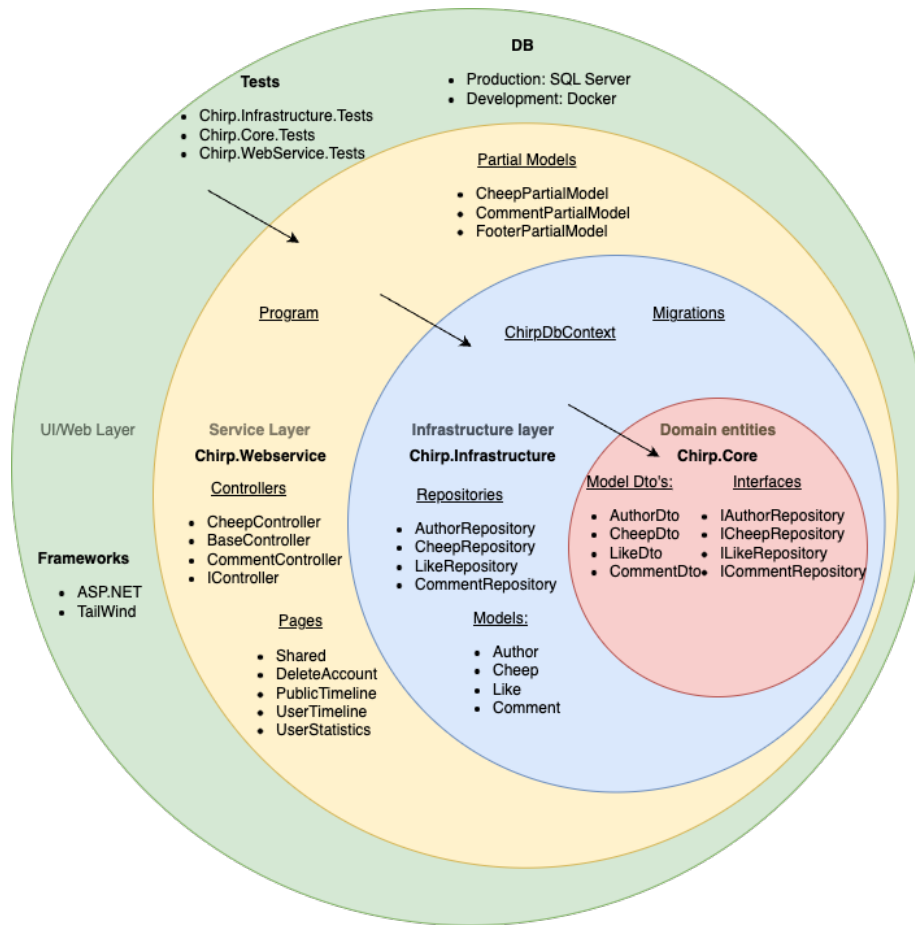 DB
• Production: SQL Server
• Development: Docker
Tests
• Chirp.Infrastructure.Tests
• Chirp.Core.Tests
• Chirp.WebService.Tests
Partial Models
• CheepPartialModel
• CommentPartialModel
• FooterPartialModel
Program
ChirpDbContext
Migrations
UI/Web Layer
Service Layer
Chirp.Webservice
Controllers
• CheepController
• BaseController
• CommentController
• IController
Pages
• Shared
• DeleteAccount
• PublicTimeline
• UserTimeline
• UserStatistics
Infrastructure layer
Chirp.Infrastructure
Repositories
• AuthorRepository
• CheepRepository
• LikeRepository
• CommentRepository
Models:
• Author
• Cheep
• Like
• Comment
Domain entities
Chirp.Core
Model Dto's:
• AuthorDto
• CheepDto
• LikeDto
• CommentDto
Interfaces
• IAuthorRepository
• ICheepRepository
• ILikeRepository
• ICommentRepository
Frameworks
• ASP.NET
• TailWind